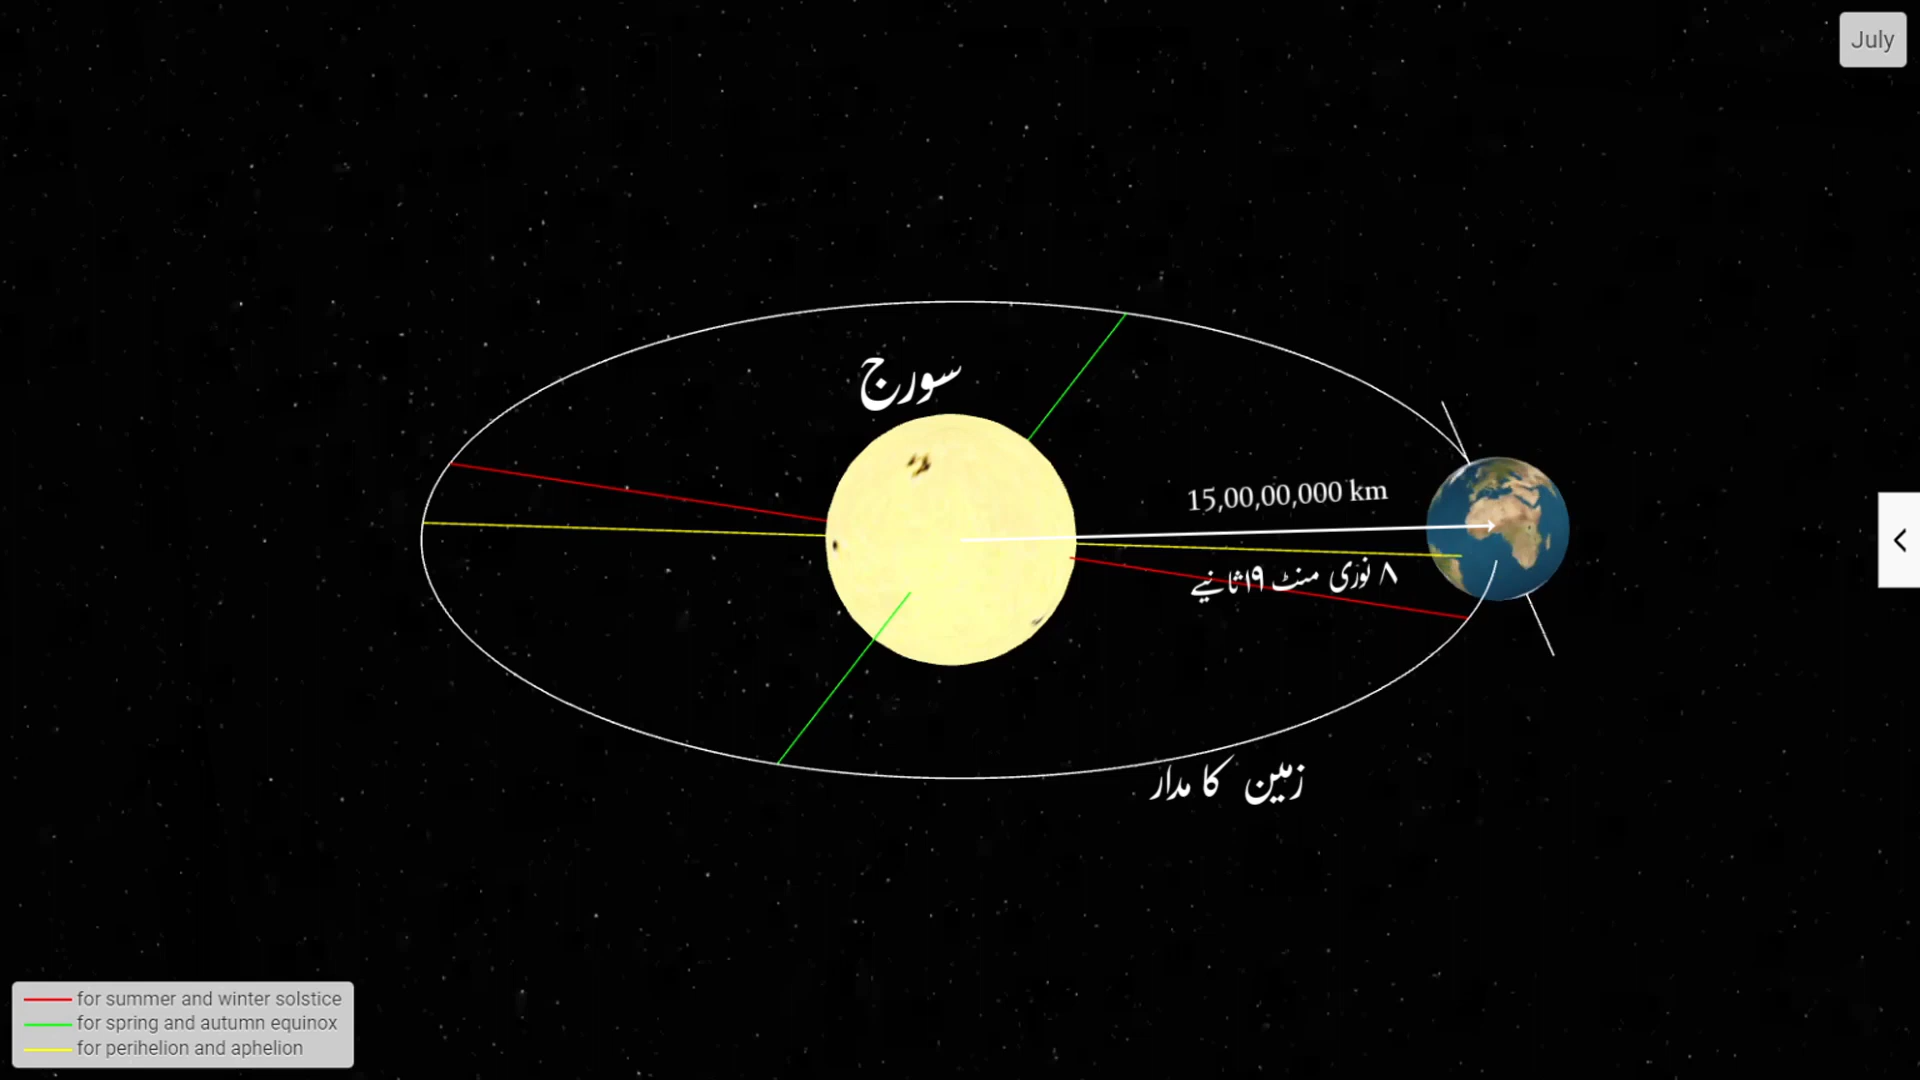 July
سورج
15,00,00,000 km
۸ نوری منٹ ۱۹ ثانیے
زمین کا مدار
for summer and winter solstice
for spring and autumn equinox
for perihelion and aphelion